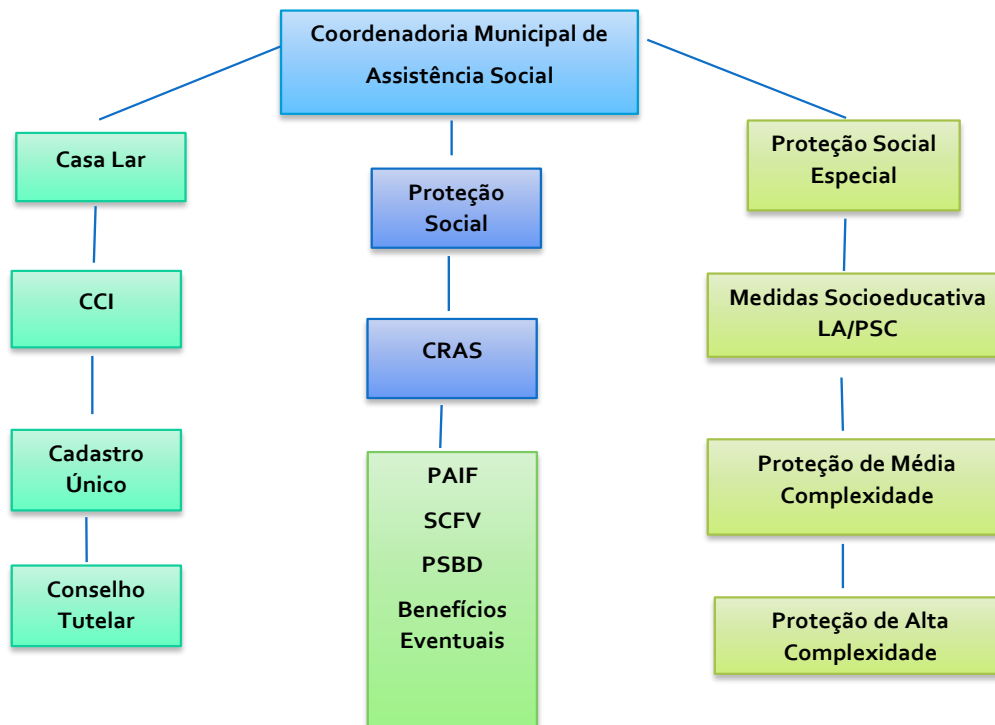 Coordenadoria Municipal de
Assistência Social
Casa Lar
CCI
Cadastro
Único
Conselho
Tutelar
Proteção
Social
CRAS
PAIF
SCFV
PSBD
Benefícios
Eventuais
Proteção Social
Especial
Medidas Socioeducativa
LA/PSC
Proteção de Média
Complexidade
Proteção de Alta
Complexidade